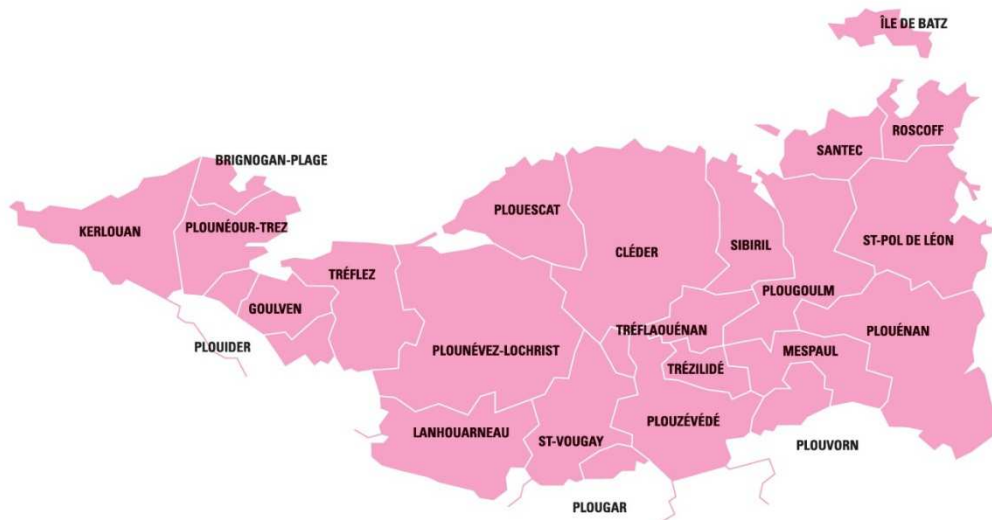 ÎLE DE BATZ
ROSCOFF
SANTEC
BRIGNOGAN-PLAGE
PLOUESCAT
KERLOUAN
PLOUNÉOUR-TREZ
ST-POL DE LÉON
SIBIRIL
CLÉDER
TRÉFLEZ
PLOUGOULM
GOULVEN
TRÉFLAOUÉNAN
PLOUÉNAN
PLOUIDER
PLOUNÉVEZ-LOCHRIST
MESPAUL
TRÉZILIDÉ
PLOUZÉVÉDÉ
LANHOUARNEAU
ST-VOUGAY
PLOUVORN
PLOUGAR